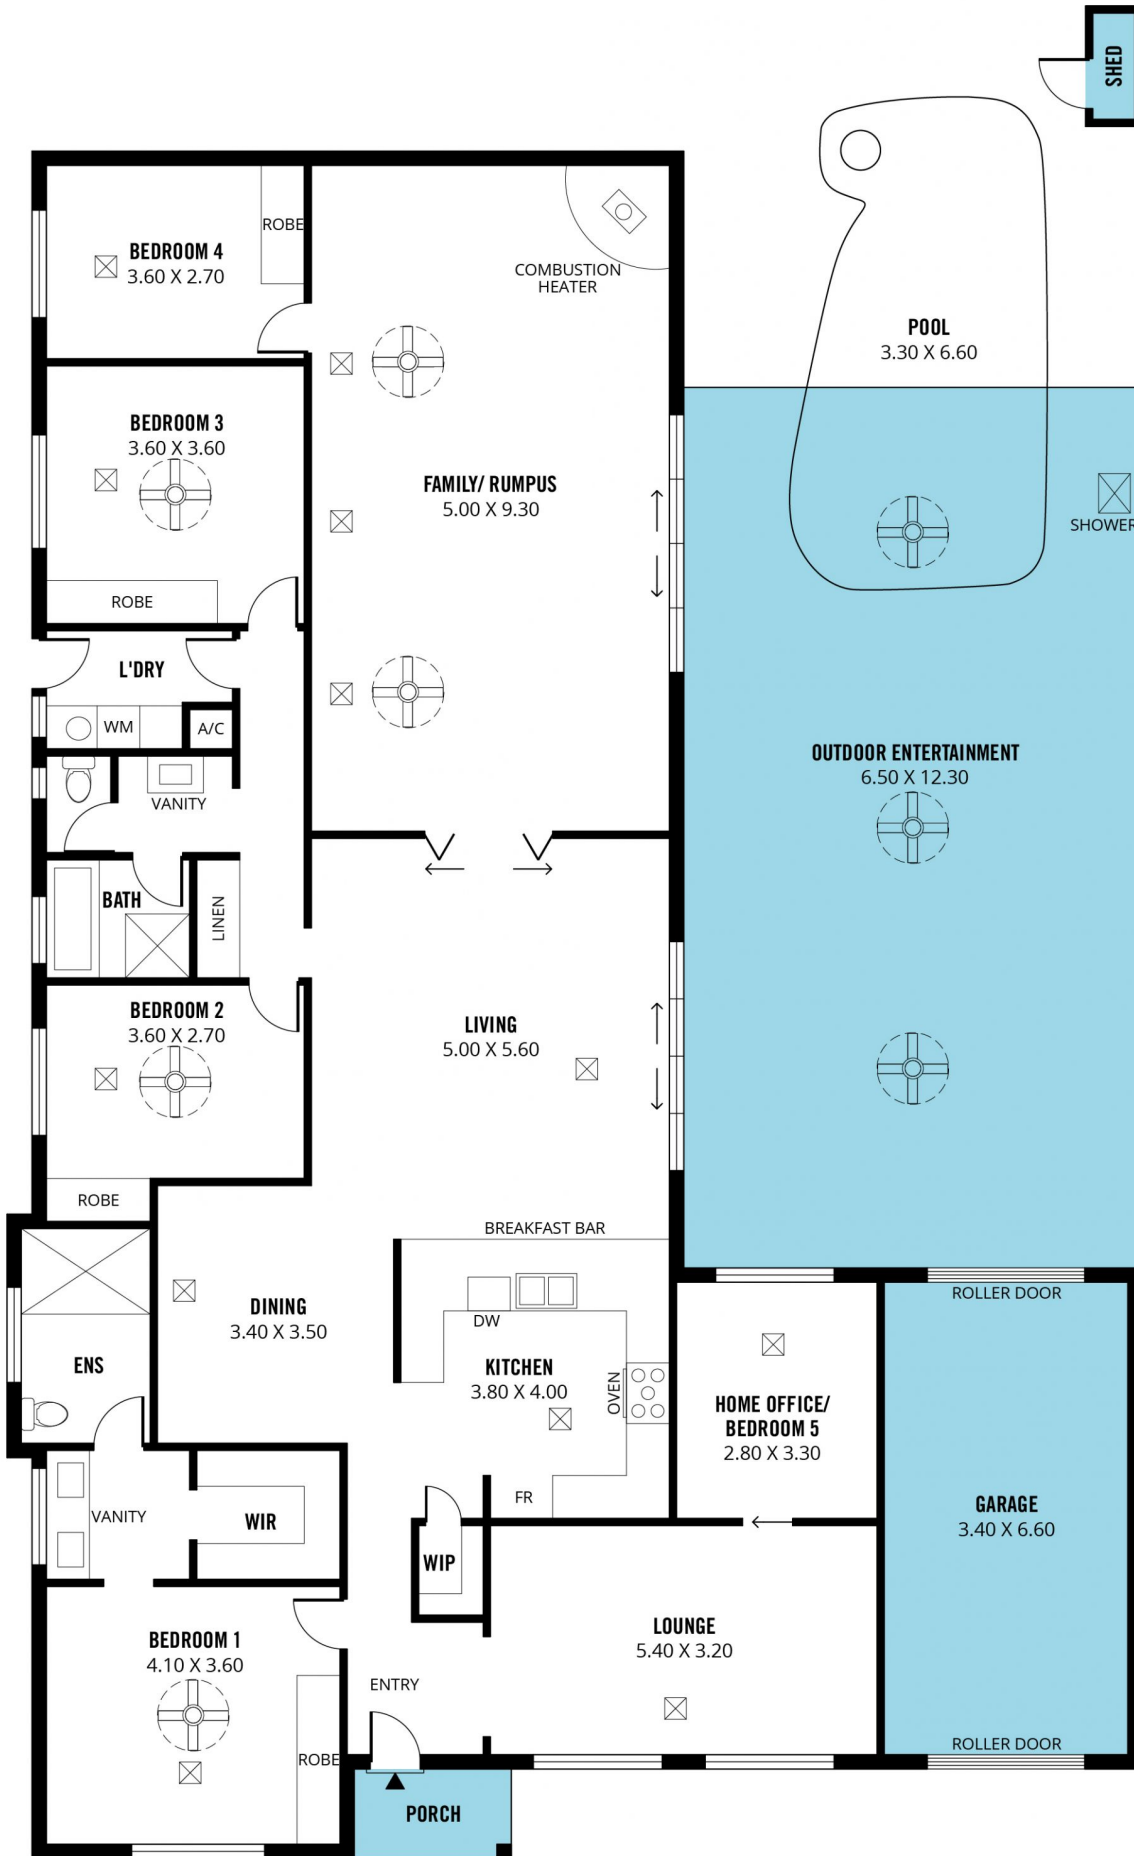 SHED
ROBE
BEDROOM 4
3.60 X 2.70
COMBUSTION
HEATER
POOL
3.30 X 6.60
BEDROOM 3
3.60 X 3.60
FAMILY/ RUMPUS
5.00 X 9.30
SHOWER
ROBE
L'DRY
WM
A/C
VANITY
OUTDOOR ENTERTAINMENT
6.50 X 12.30
BATH
LINEN
BEDROOM 2
3.60 X 2.70
LIVING
5.00 X 5.60
ROBE
BREAKFAST BAR
DINING
3.40 X 3.50
DW
ROLLER DOOR
ENS
KITCHEN
3.80 X 4.00
OVEN
HOME OFFICE/
BEDROOM 5
2.80 X 3.30
FR
VANITY
WIR
GARAGE
3.40 X 6.60
WIP
BEDROOM 1
4.10 X 3.60
LOUNGE
5.40 X 3.20
ENTRY
ROBE
ROLLER DOOR
PORCH